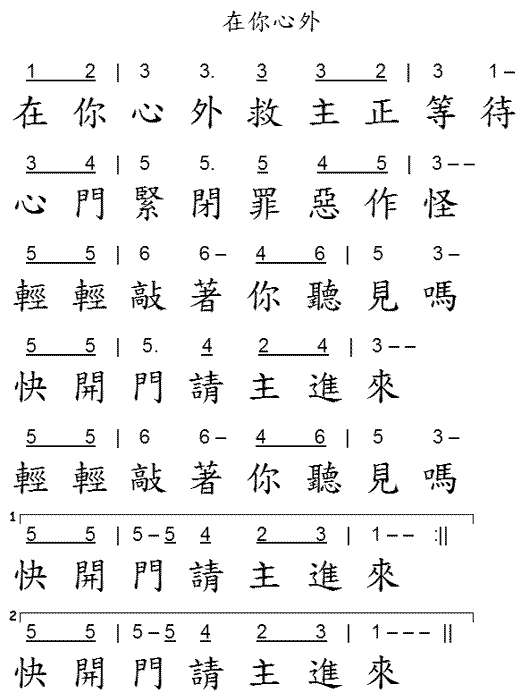 在你心外
1 2 | 3 3. 3 3 2 | 3 1 –
在你心外救主正等待
3 4 | 5 5. 5 4 5 | 3 – –
心門緊閉罪惡作怪
5 5 | 6 6 – 4 6 | 5 3 –
輕輕敲著你聽見嗎
5 5 | 5. 4 2 4 | 3 – –
快開門請主進來
5 5 | 6 6 – 4 6 | 5 3 –
輕輕敲著你聽見嗎
1
5 5 | 5 – 5 4 2 3 | 1 – – :||
快開門請主進來
2
5 5 | 5 – 5 4 2 3 | 1 – – – ||
快開門請主進來